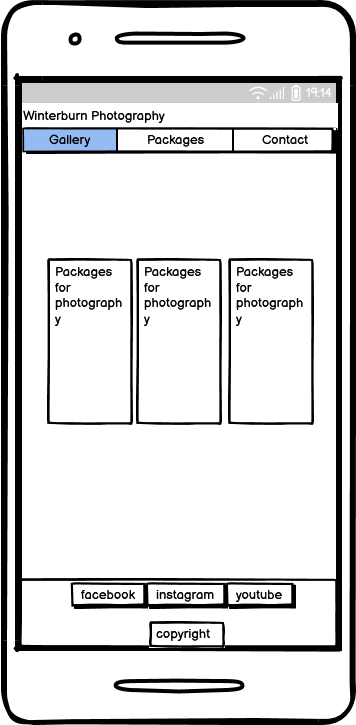 19:14
Winterburn Photography
Gallery Packages Contact
Packages
for
photograph
y
Packages
for
photograph
y
Packages
for
photograph
y
facebook instagram youtube
copyright